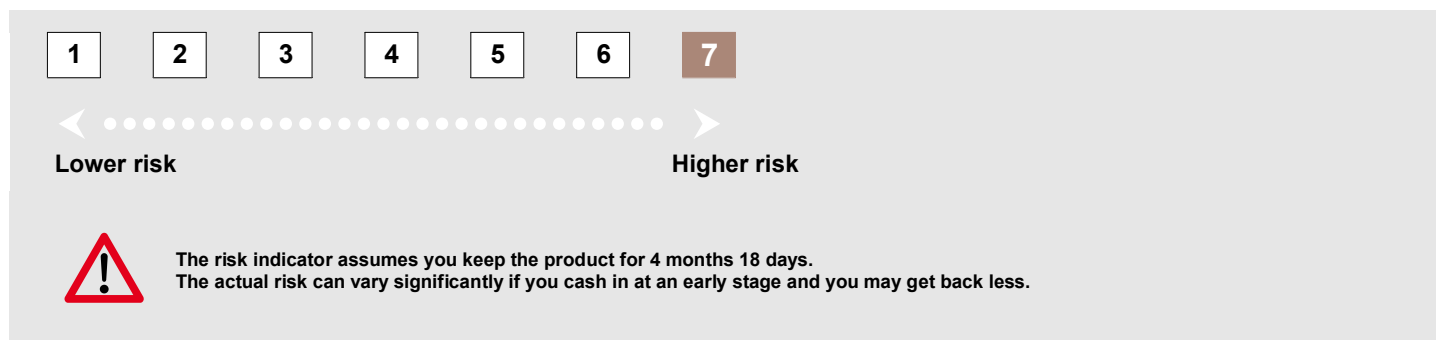 1 2 3 4 5 6 7
Lower risk Higher risk
The risk indicator assumes you keep the product for 4 months 18 days.
The actual risk can vary significantly if you cash in at an early stage and you may get back less.